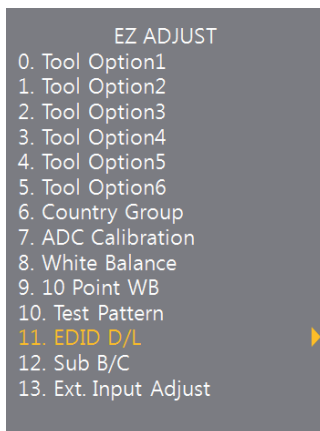 EZ ADJUST
0. Tool Option1
1. Tool Option2
2. Tool Option3
3. Tool Option4
4. Tool Option5
5. Tool Option6
6. Country Group
7. ADC Calibration
8. White Balance
9. 10 Point WB
10. Test Pattern
11. EDID D/L
12. Sub B/C
13. Ext. Input Adjust